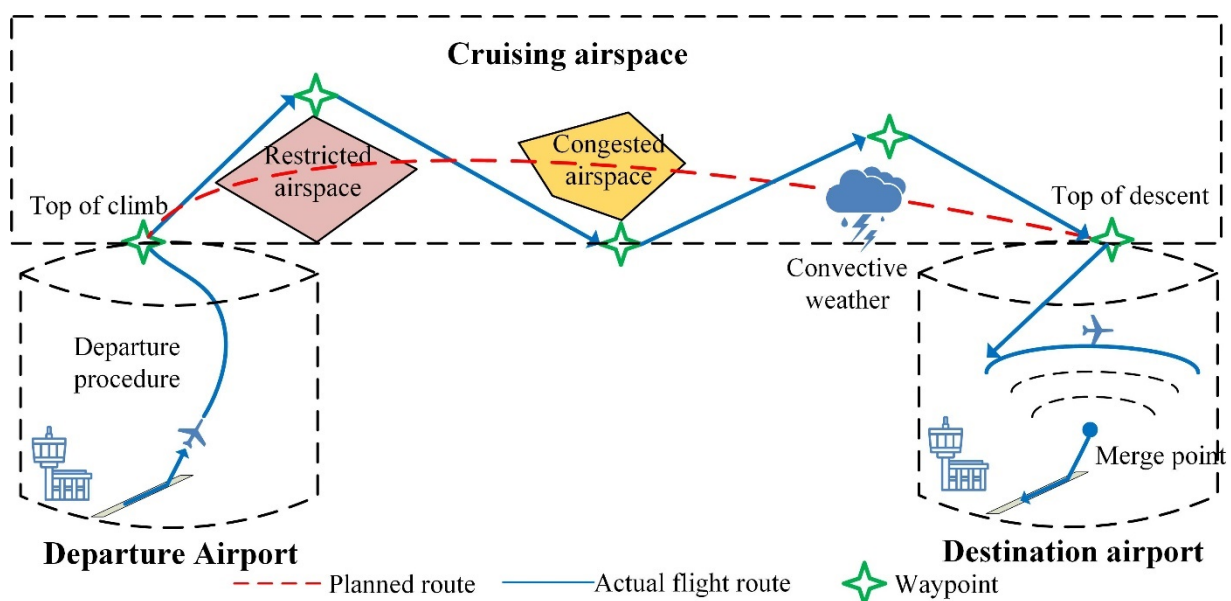 Cruising airspace
Restricted
airspace
Congested
airspace
Top of climb
Top of descent
Convective
weather
Departure
procedure
Merge point
Departure Airport
Destination airport
Planned route
Actual flight route
Waypoint